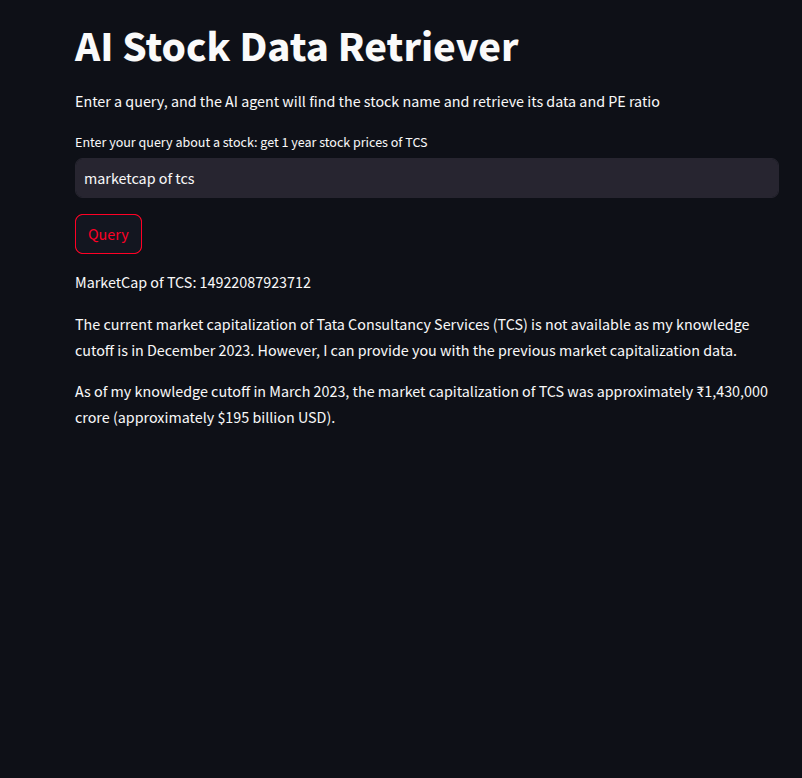 AI Stock Data Retriever
Enter a query, and the AI agent will find the stock name and retrieve its data and PE ratio
Enter your query about a stock: get 1 year stock prices of TCS
marketcap of tcs
Query
MarketCap of TCS: 14922087923712
The current market capitalization of Tata Consultancy Services (TCS) is not available as my knowledge
cutoff is in December 2023. However, I can provide you with the previous market capitalization data.
As of my knowledge cutoff in March 2023, the market capitalization of TCS was approximately ₹1,430,000
crore (approximately $195 billion USD).